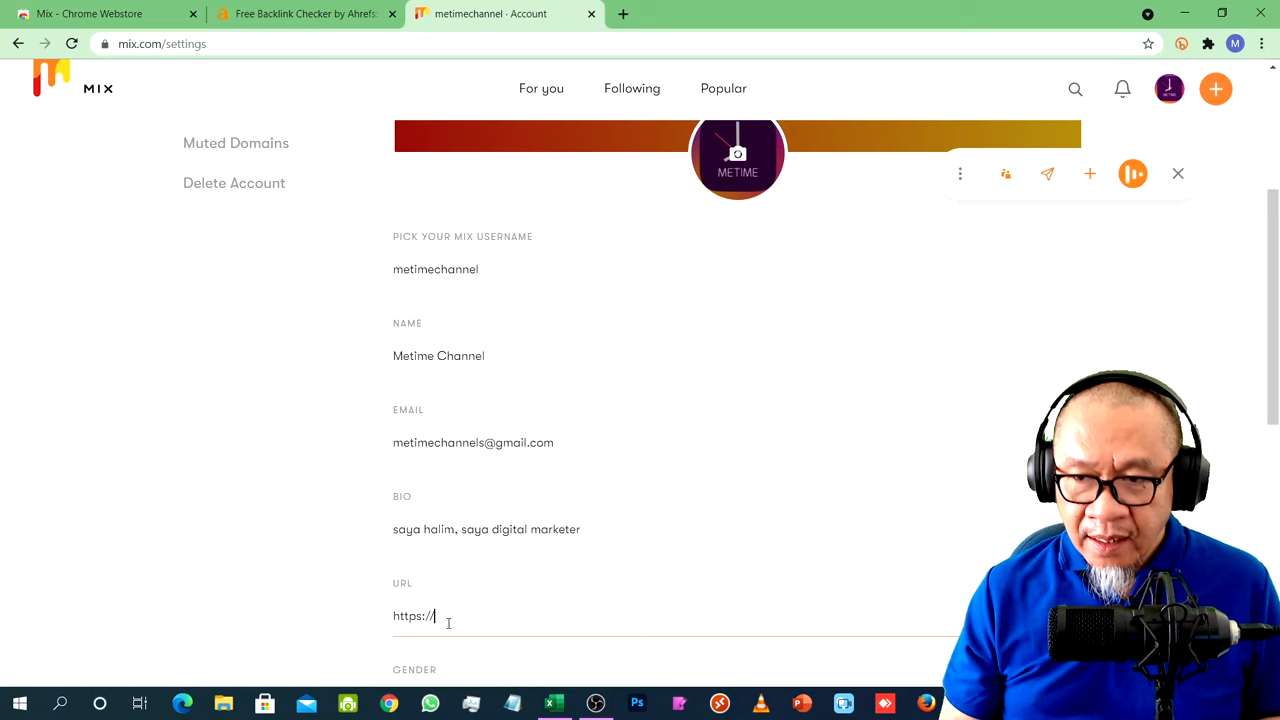 Mix - Chrome Webstore
Free Backlink Checker by Ahrefs:
metimechannel - Account
mix.com/settings
M
MIX
For you
Following
Popular
METIME
Muted Domains
Delete Account
METIME
PICK YOUR MIX USERNAME
metimechannel
NAME
Metime Channel
EMAIL
metimechannels@gmail.com
BIO
saya halim, saya digital marketer
URL
https://
GENDER